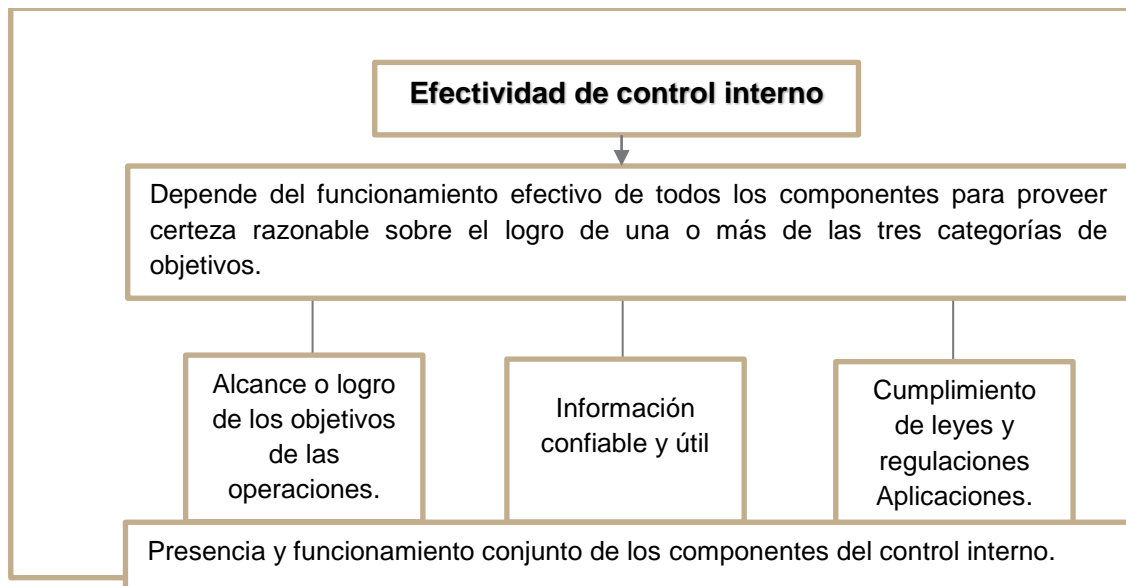 Efectividad de control interno
Depende del funcionamiento efectivo de todos los componentes para proveer
certeza razonable sobre el logro de una o más de las tres categorías de
objetivos.
Alcance o logro
de los objetivos
de las
operaciones.
Información
confiable y útil
Cumplimiento
de leyes y
regulaciones
Aplicaciones.
Presencia y funcionamiento conjunto de los componentes del control interno.